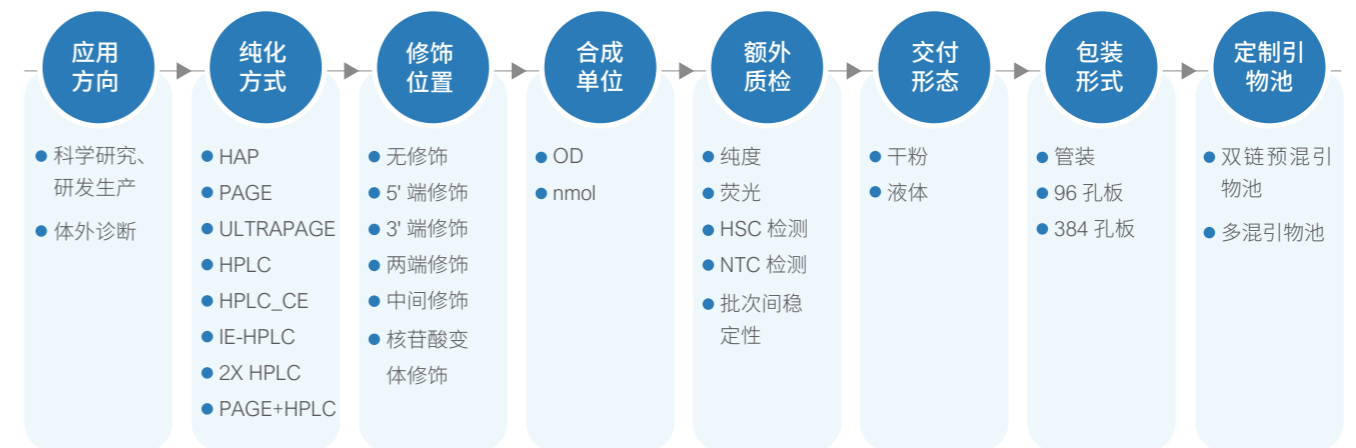 应用
方向
科学研究、
研发生产
体外诊断
纯化
方式
HAP
PAGE
ULTRAPAGE
HPLC
HPLC_CE
IE-HPLC
2X HPLC
PAGE+HPLC
修饰
位置
无修饰
5' 端修饰
3' 端修饰
两端修饰
中间修饰
核苷酸变
体修饰
合成
单位
OD
nmol
额外
质检
纯度
荧光
HSC 检测
NTC 检测
批次间稳
定性
交付
形态
干粉
液体
包装
形式
管装
96 孔板
384 孔板
定制引
物池
双链预混引
物池
多混引物池